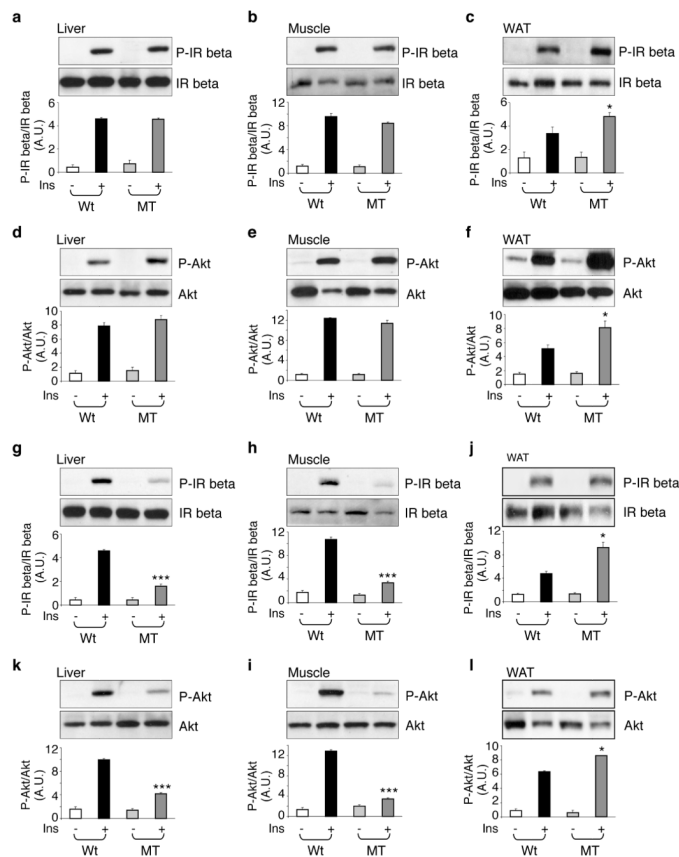 a
Liver
P-IR beta
IR beta
P-IR beta/IR beta
(A.U.)
6
4
2
0
Ins
- + - +
Wt MT
b
Muscle
P-IR beta
IR beta
P-IR beta/IR beta
(A.U.)
12
8
4
0
Ins
- + - +
Wt MT
c
WAT
P-IR beta
IR beta
P-IR beta/IR beta
(A.U.)
6
4
2
0
*
Ins
- + - +
Wt MT
d
Liver
P-Akt
Akt
P-Akt/Akt
(A.U.)
10
8
6
4
2
0
Ins
- + - +
Wt MT
e
Muscle
P-Akt
Akt
P-Akt/Akt
(A.U.)
12
8
4
0
Ins
- + - +
Wt MT
f
WAT
P-Akt
Akt
P-Akt/Akt
(A.U.)
10
8
6
4
2
0
*
Ins
- + - +
Wt MT
g
Liver
P-IR beta
IR beta
P-IR beta/IR beta
(A.U.)
6
4
2
0
***
Ins
- + - +
Wt MT
h
Muscle
P-IR beta
IR beta
P-IR beta/IR beta
(A.U.)
12
8
4
0
***
Ins
- + - +
Wt MT
j
WAT
P-IR beta
IR beta
P-IR beta/IR beta
(A.U.)
12
8
4
0
*
Ins
- + - +
Wt MT
k
Liver
P-Akt
Akt
P-Akt/Akt
(A.U.)
12
8
4
0
***
Ins
- + - +
Wt MT
i
Muscle
P-Akt
Akt
P-Akt/Akt
(A.U.)
12
8
4
0
***
Ins
- + - +
Wt MT
l
WAT
P-Akt
Akt
P-Akt/Akt
(A.U.)
10
8
6
4
2
0
*
Ins
- + - +
Wt MT